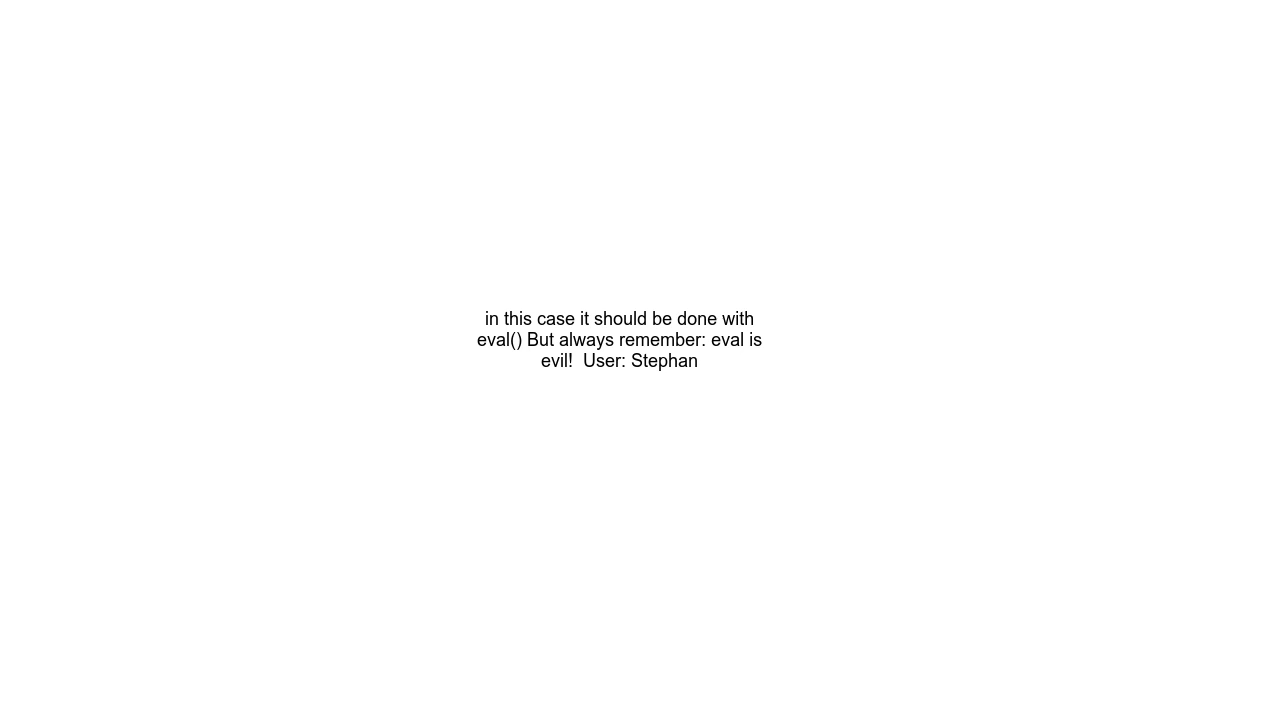 in this case it should be done with
eval() But always remember: eval is
evil!  User: Stephan